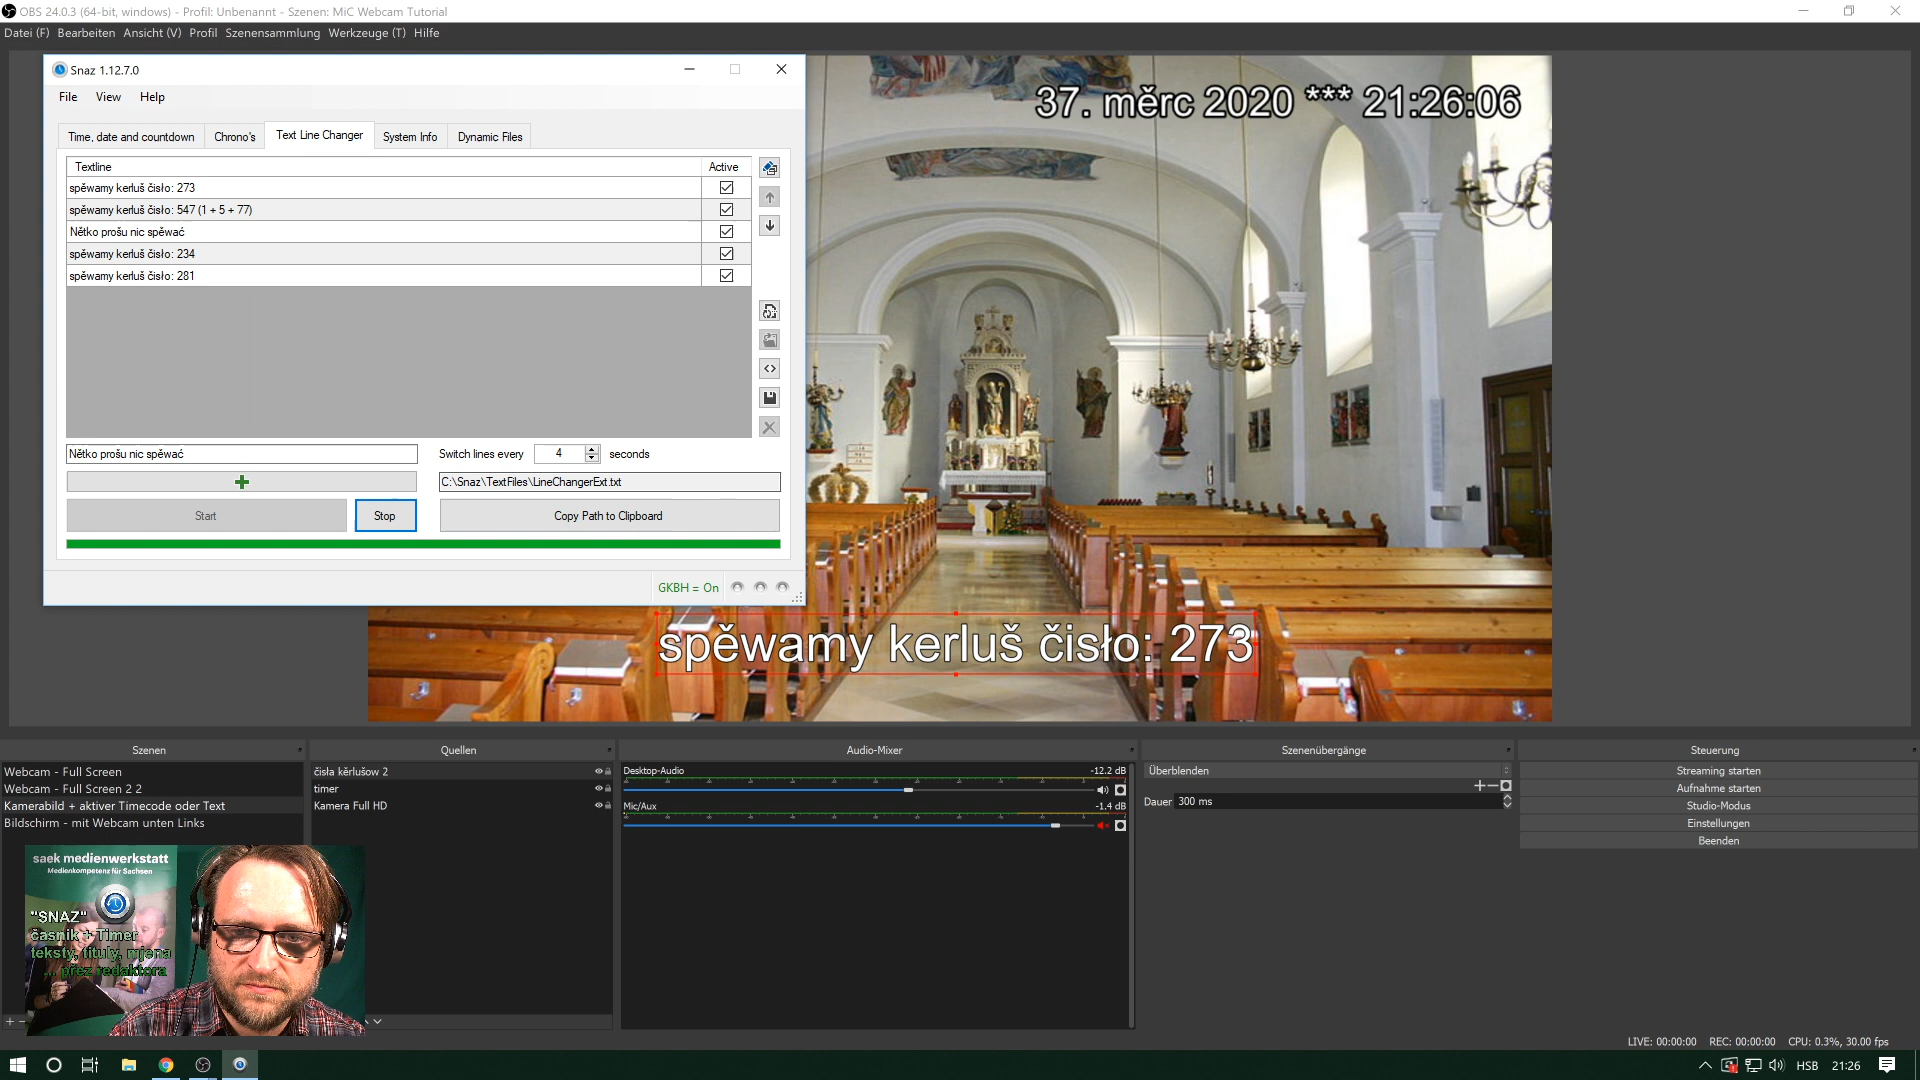 OBS 24.0.3 (64-bit, windows) - Profil: Unbenannt - Szenen: MiC Webcam Tutorial
Datei (F) Bearbeiten Ansicht (V) Profil Szenensammlung Werkzeuge (T) Hilfe
Snaz 1.12.7.0
File View Help
Time, date and countdown Chrono's Text Line Changer System Info Dynamic Files
Textline Active
spěwamy kerluš čisło: 273
spěwamy kerluš čisło: 547 (1 + 5 + 77)
Nětko prošu nic spěwać
spěwamy kerluš čisło: 234
spěwamy kerluš čisło: 281
Nětko prošu nic spěwać
Switch lines every 4 seconds
C:\Snaz\TextFiles\LineChangerExt.txt
Start Stop Copy Path to Clipboard
GKBH = On
37. měrc 2020 *** 21:26:06
spěwamy kerluš čisło: 273
Szenen
Webcam - Full Screen
Webcam - Full Screen 2 2
Kamerabild + aktiver Timecode oder Text
Bildschirm - mit Webcam unten Links
Quellen
čisła kěrlušow 2
timer
Kamera Full HD
Audio-Mixer
Desktop-Audio -12.2 dB
Mic/Aux -1.4 dB
Szenenübergänge
Überblenden
Dauer 300 ms
Steuerung
Streaming starten
Aufnahme starten
Studio-Modus
Einstellungen
Beenden
saek medienwerkstatt
Medienkompetenz für Sachsen
"SNAZ"
časnik + Timer
teksty, tituly, mjena
... přez redaktora
LIVE: 00:00:00 REC: 00:00:00 CPU: 0.3%, 30.00 fps
HSB 21:26